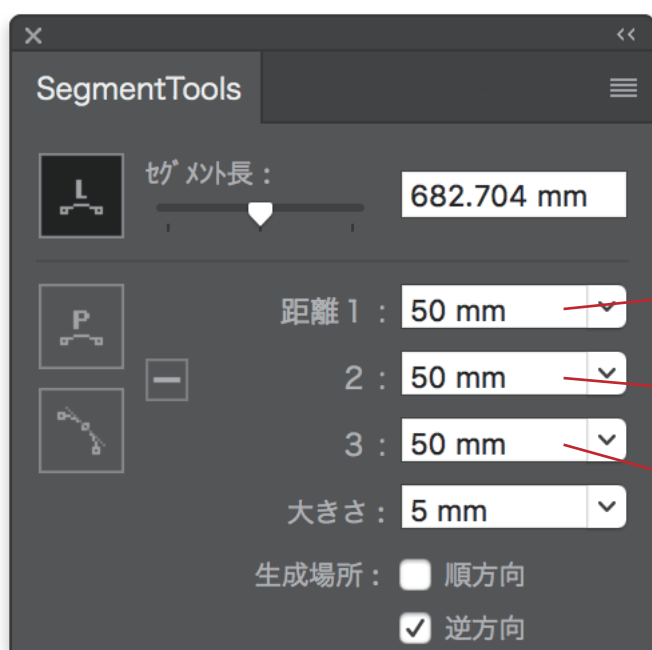 SegmentTools
L
ｾｸﾞﾒﾝﾄ長：
682.704 mm
P
距離1：
50 mm
2：
50 mm
3：
50 mm
大きさ：
5 mm
生成場所：
順方向
逆方向